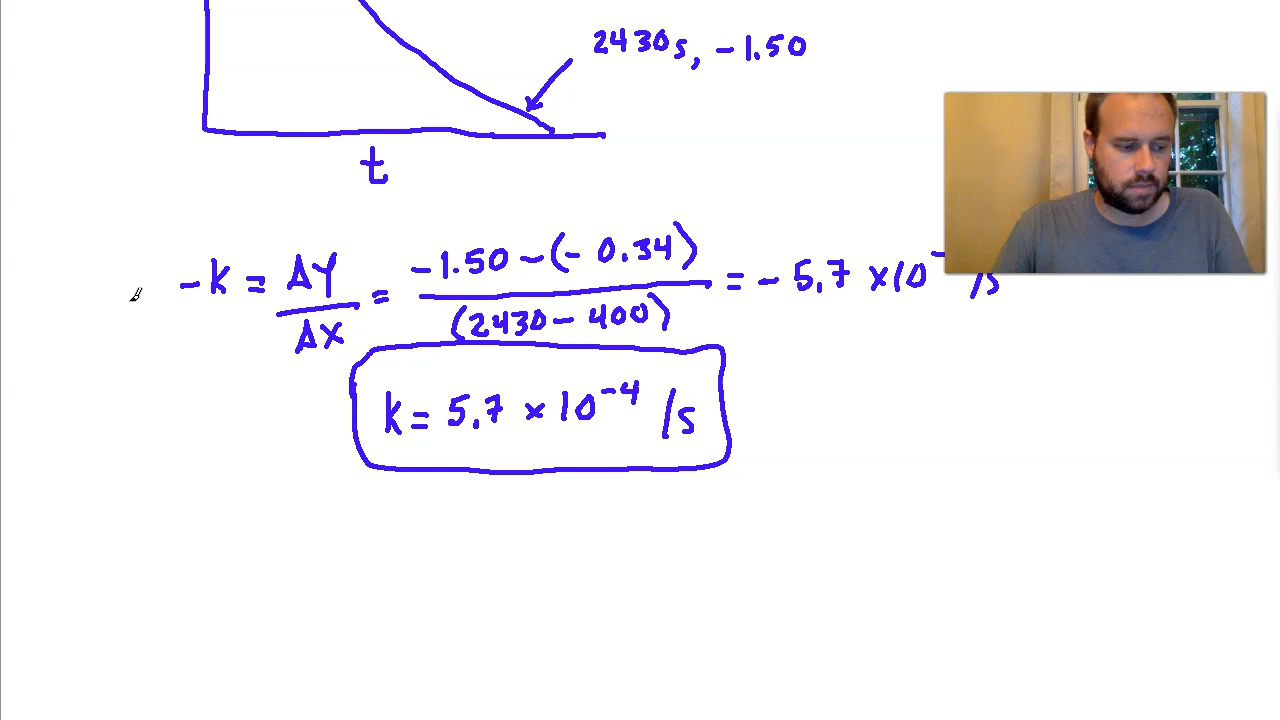 2430s, -1.50
t
-k = ΔY/ΔX = -1.50 - (-0.34)/(2430 - 400) = -5.7 x10⁻ /s
k = 5.7 x 10⁻⁴ /s